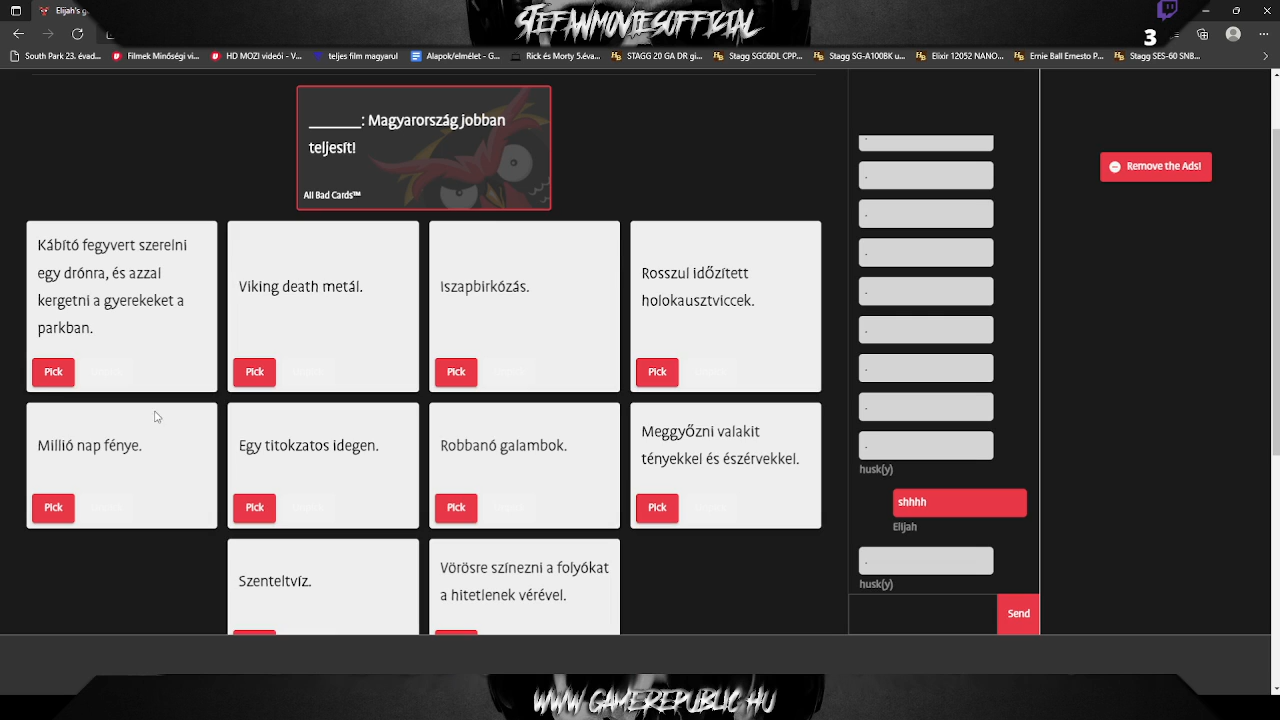 STEFANMOVIESOFFICIAL
Elijah's g
3
South Park 23. évad...
Filmek Minőségi vi...
HD MOZI videói - V...
teljes film magyarul
Alapok/elmélet - G...
Rick és Morty 5.éva...
STAGG 20 GA DR gi...
Stagg SGC6DL CPP...
Stagg SG-A100BK u...
Elixir 12052 NANO...
Ernie Ball Ernesto P...
Stagg SES-60 SNB...
_______: Magyarország jobban
teljesít!
All Bad Cards™
Remove the Ads!
Kábító fegyvert szerelni
egy drónra, és azzal
kergetni a gyerekeket a
parkban.
Pick
Viking death metál.
Pick
Iszapbirkózás.
Pick
Rosszul időzített
holokausztviccek.
Pick
Millió nap fénye.
Pick
Egy titokzatos idegen.
Pick
Robbanó galambok.
Pick
Meggyőzni valakit
tényekkel és észérvekkel.
Pick
Szenteltvíz.
Vörösre színezni a folyókat
a hitetlenek vérével.
.
.
.
.
.
.
.
.
.
husk(y)
shhhh
Elijah
.
husk(y)
Send
WWW GAMEREPUBLIC.HU